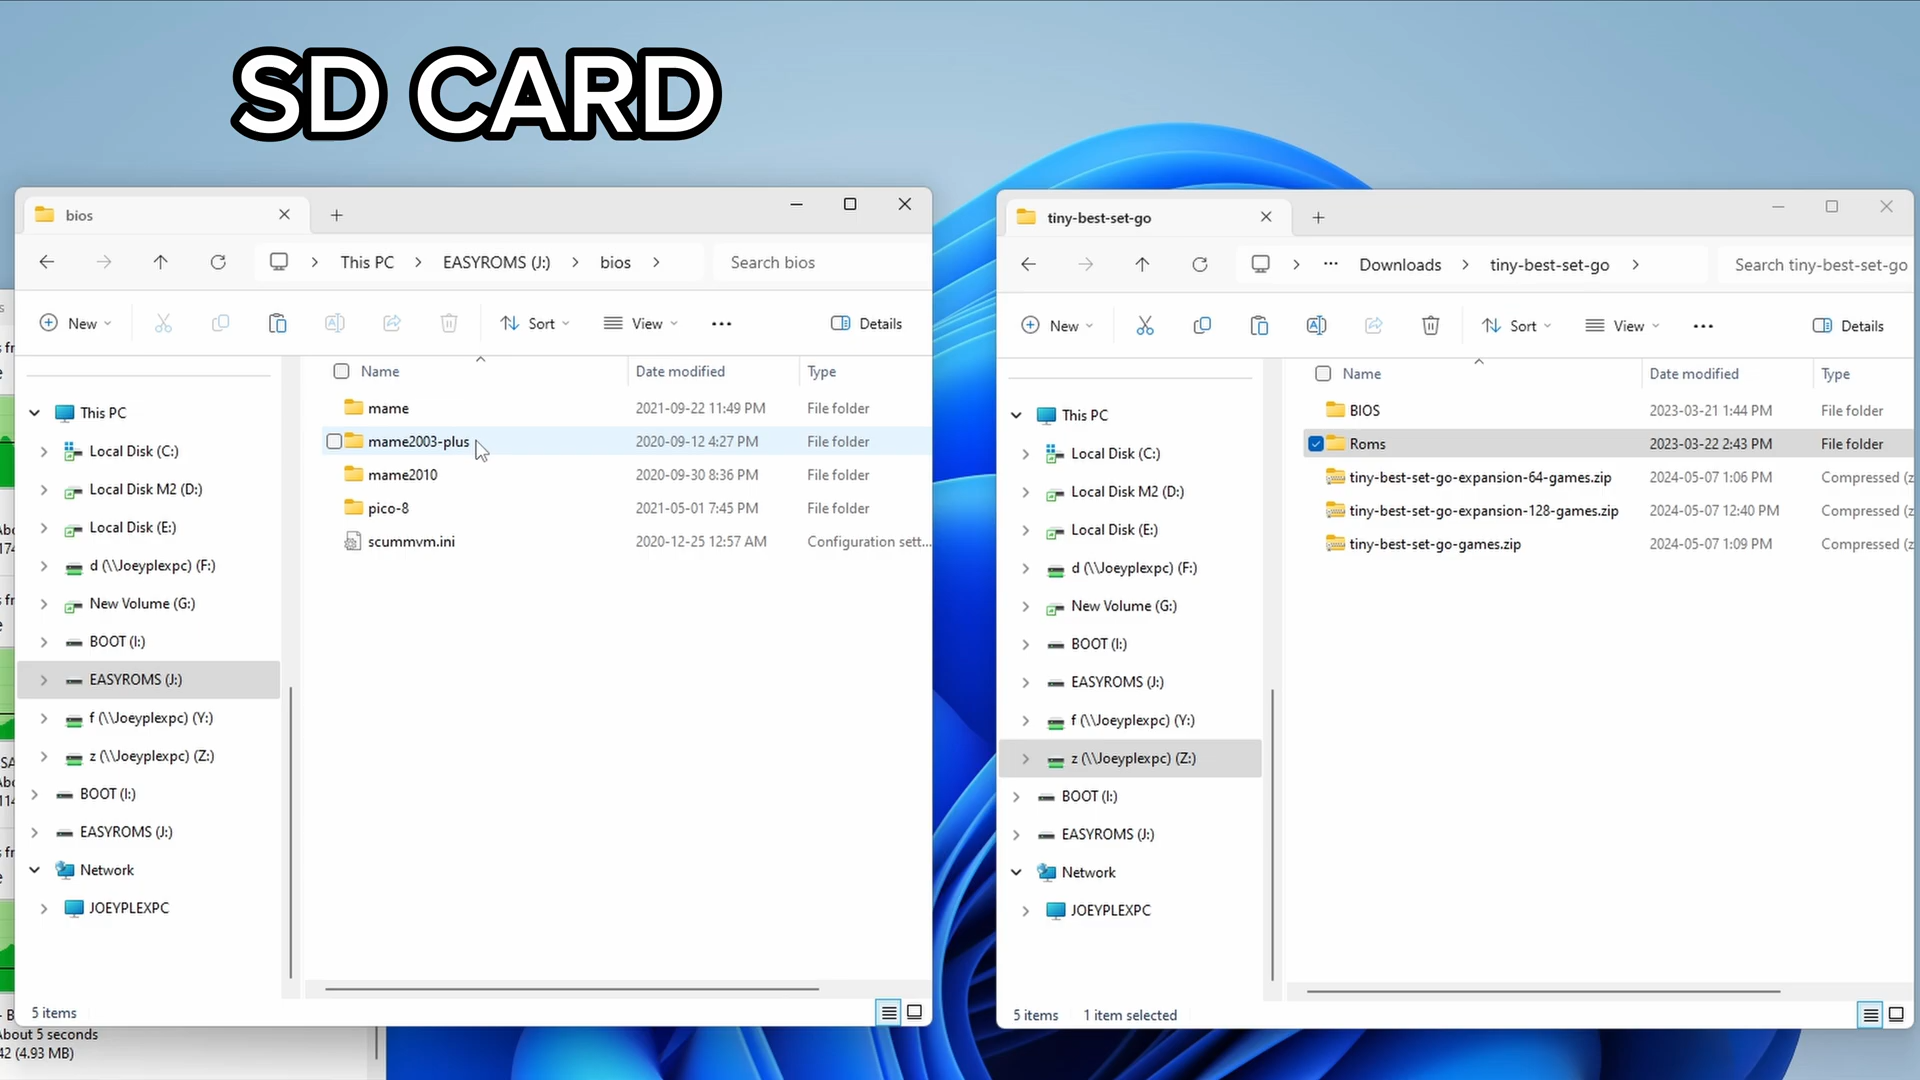 SD CARD
bios
This PC
EASYROMS (J:)
bios
Search bios
New
Sort
View
Details
Name
Date modified
Type
mame
2021-09-22 11:49 PM
File folder
mame2003-plus
2020-09-12 4:27 PM
File folder
mame2010
2020-09-30 8:36 PM
File folder
pico-8
2021-05-01 7:45 PM
File folder
scummvm.ini
2020-12-25 12:57 AM
Configuration sett...
This PC
Local Disk (C:)
Local Disk M2 (D:)
Local Disk (E:)
d (\\Joeyplexpc) (F:)
New Volume (G:)
BOOT (I:)
EASYROMS (J:)
f (\\Joeyplexpc) (Y:)
z (\\Joeyplexpc) (Z:)
BOOT (I:)
EASYROMS (J:)
Network
JOEYPLEXPC
5 items
About 5 seconds
42 (4.93 MB)
tiny-best-set-go
Downloads
tiny-best-set-go
Search tiny-best-set-go
New
Sort
View
Details
Name
Date modified
Type
BIOS
2023-03-21 1:44 PM
File folder
Roms
2023-03-22 2:43 PM
File folder
tiny-best-set-go-expansion-64-games.zip
2024-05-07 1:06 PM
Compressed (z
tiny-best-set-go-expansion-128-games.zip
2024-05-07 12:40 PM
Compressed (z
tiny-best-set-go-games.zip
2024-05-07 1:09 PM
Compressed (z
This PC
Local Disk (C:)
Local Disk M2 (D:)
Local Disk (E:)
d (\\Joeyplexpc) (F:)
New Volume (G:)
BOOT (I:)
EASYROMS (J:)
f (\\Joeyplexpc) (Y:)
z (\\Joeyplexpc) (Z:)
BOOT (I:)
EASYROMS (J:)
Network
JOEYPLEXPC
5 items
1 item selected